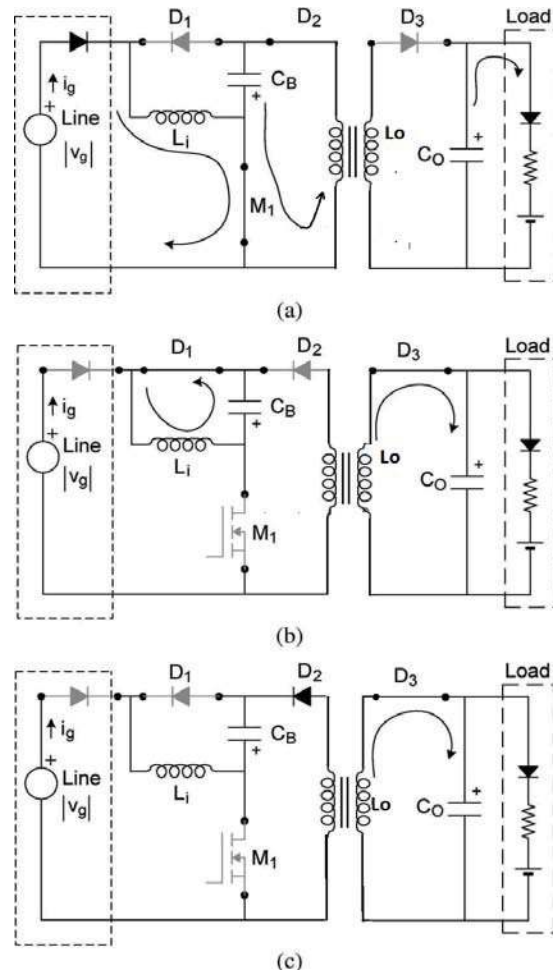 D1 D2 D3 Load
ig
+
Line
|vg|
CB
+
Li
M1
Lo
CO
+
(a)
D1 D2 D3 Load
ig
+
Line
|vg|
CB
+
Li
M1
Lo
CO
+
(b)
D1 D2 D3 Load
ig
+
Line
|vg|
CB
+
Li
M1
Lo
CO
+
(c)